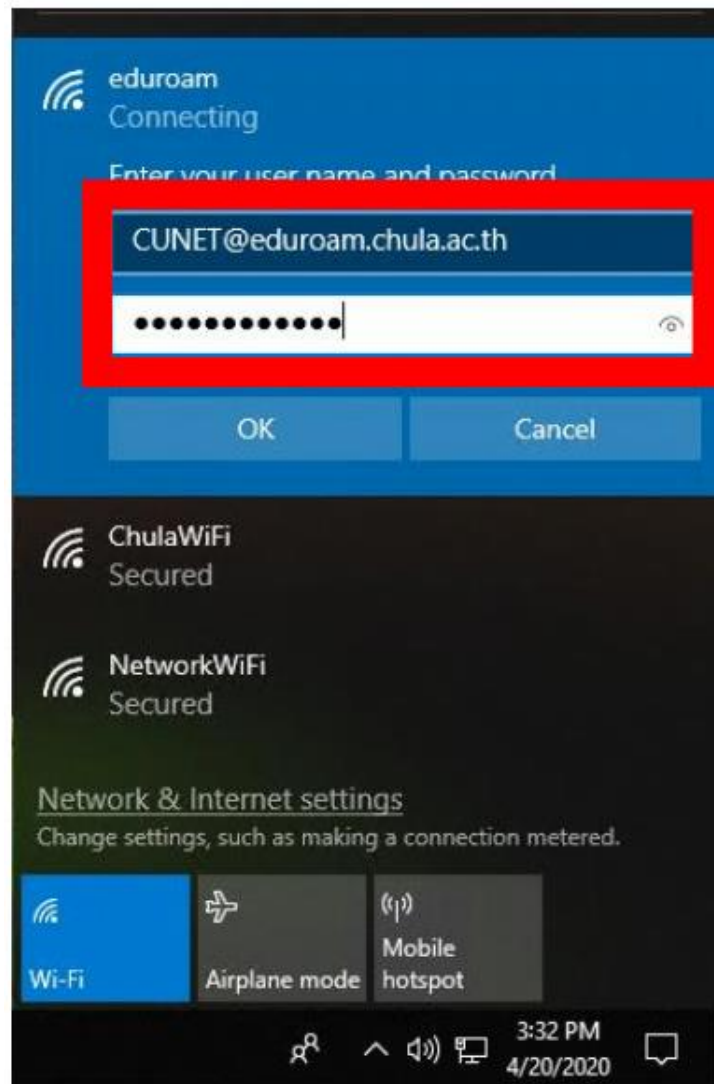 eduroam
Connecting
Enter your user name and password
CUNET@eduroam.chula.ac.th
●●●●●●●●●●●●
OK Cancel
ChulaWiFi
Secured
NetworkWiFi
Secured
Network & Internet settings
Change settings, such as making a connection metered.
Wi-Fi
Airplane mode
Mobile
hotspot
3:32 PM
4/20/2020